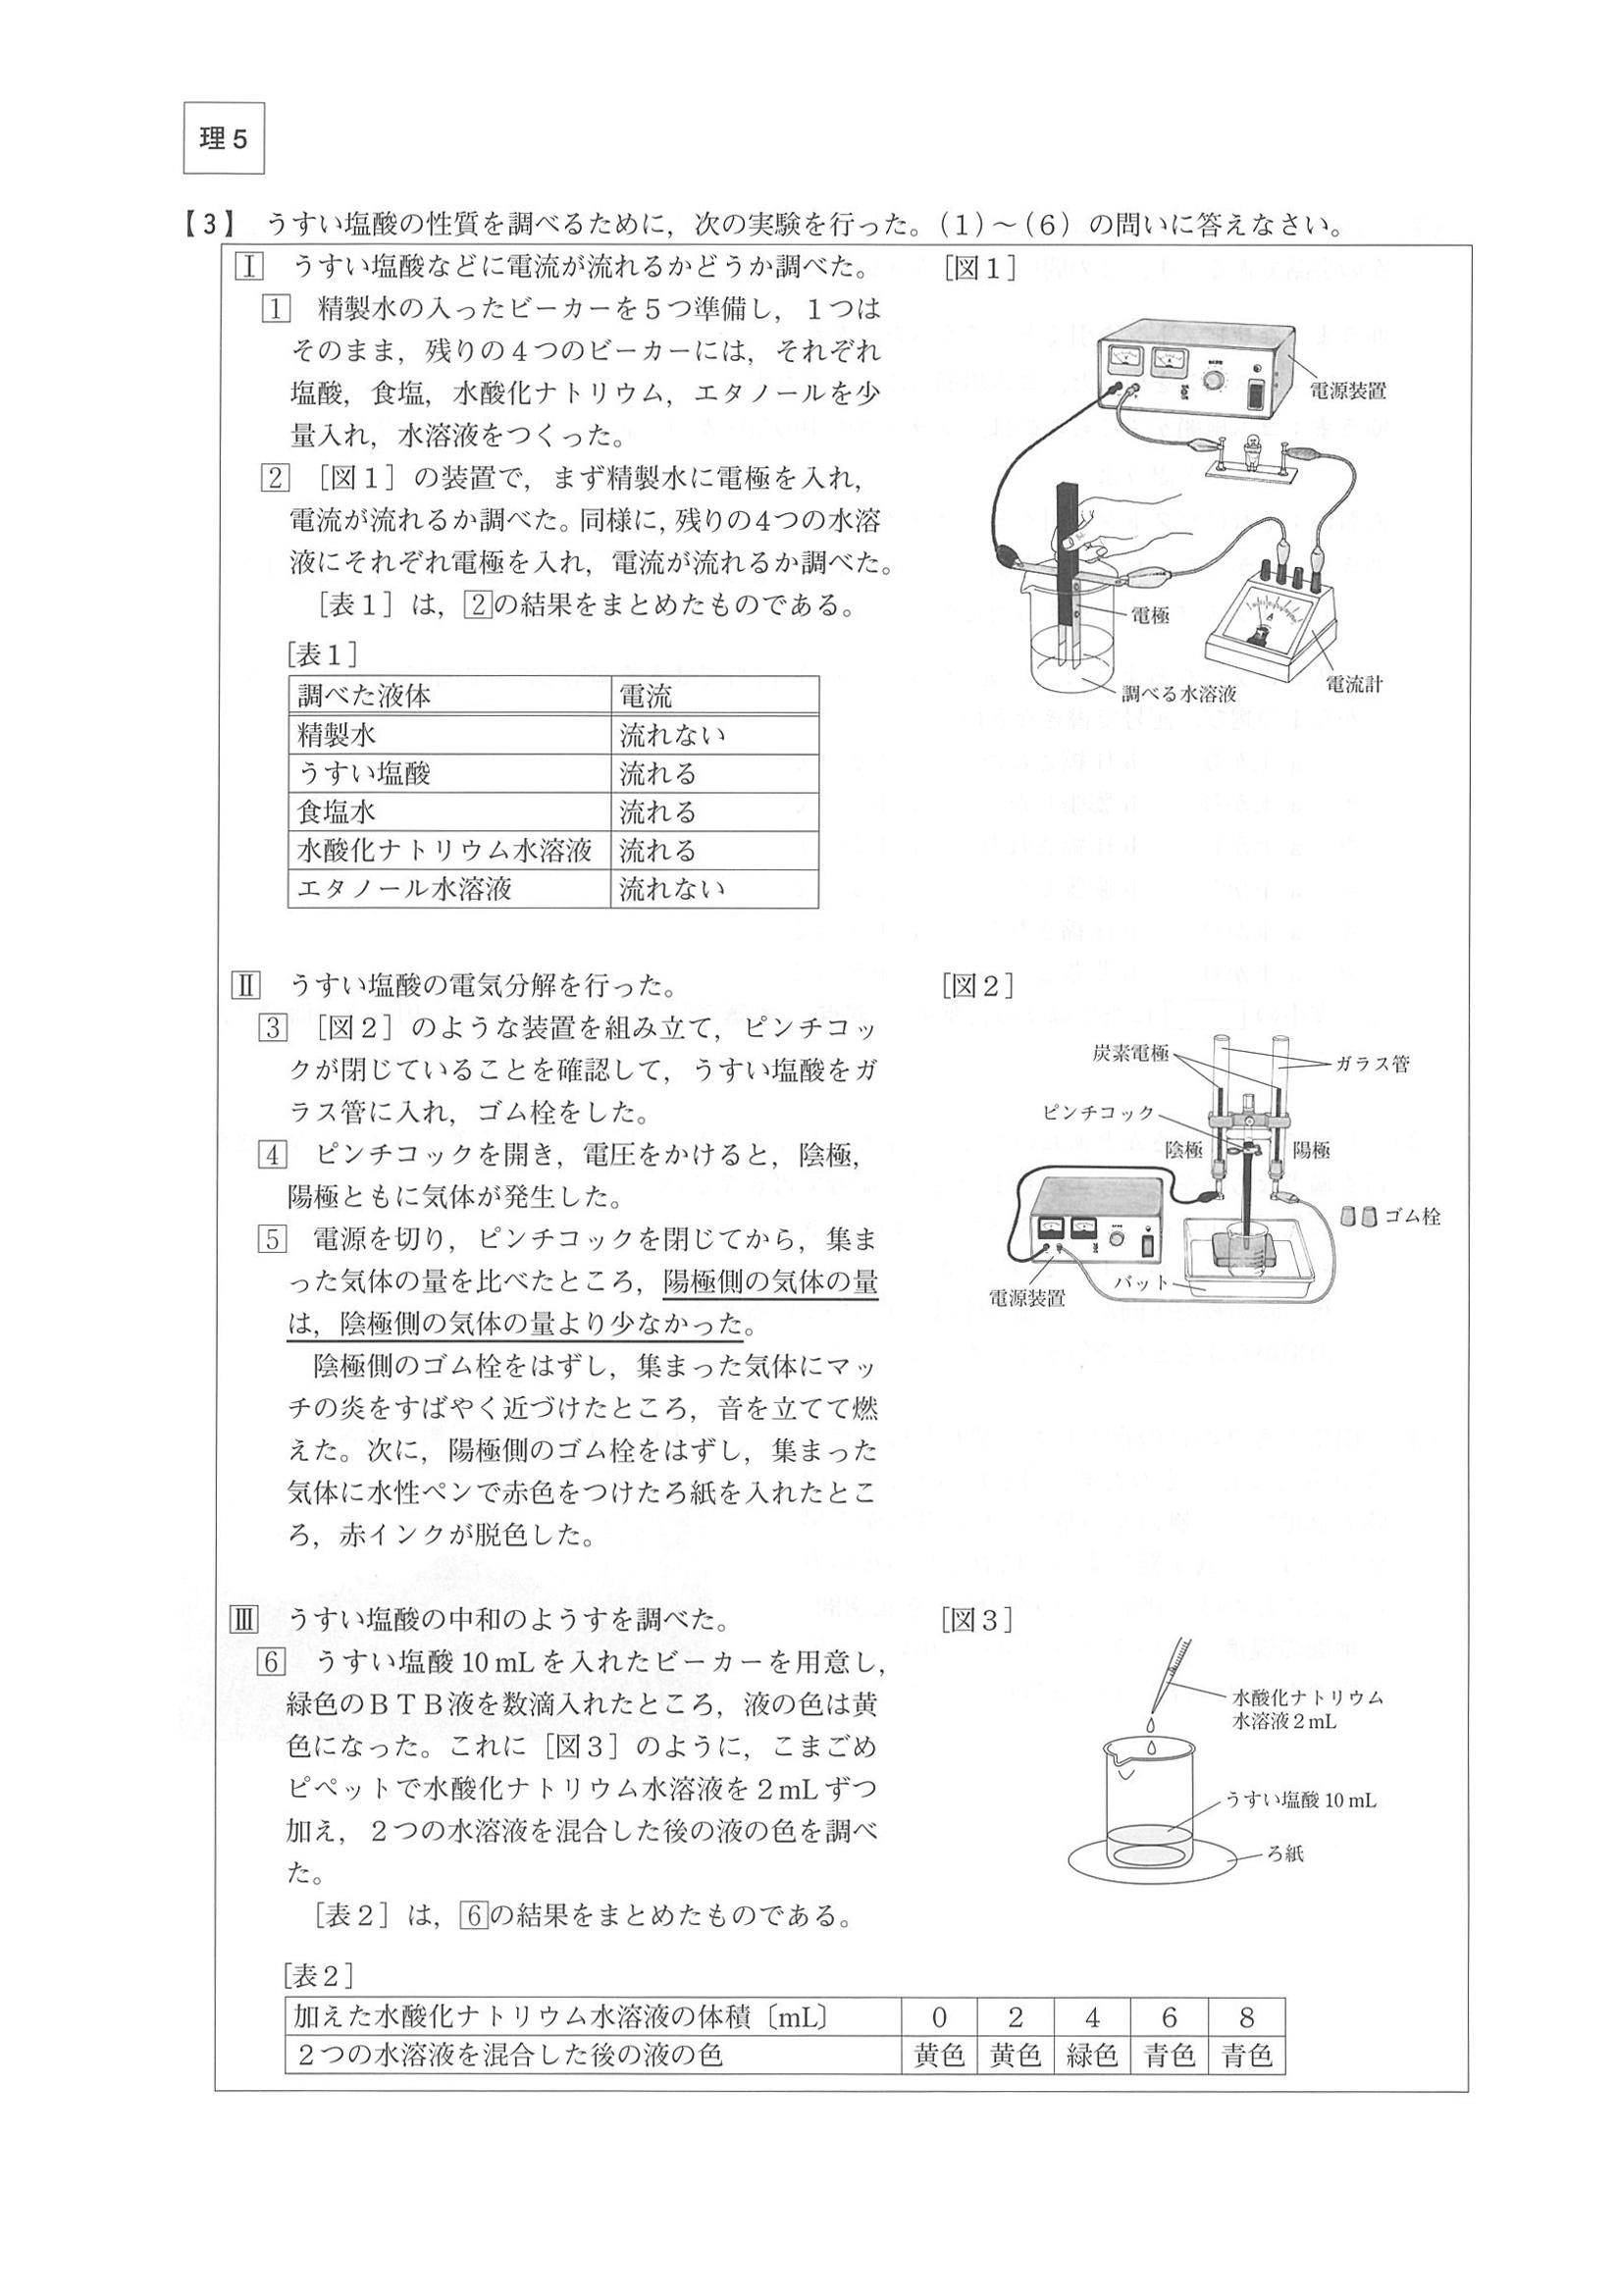 理5
【3】 うすい塩酸の性質を調べるために，次の実験を行った。（1）～（6）の問いに答えなさい。
Ⅰ うすい塩酸などに電流が流れるかどうか調べた。
1 精製水の入ったビーカーを5つ準備し，1つは
そのまま，残りの4つのビーカーには，それぞれ
塩酸，食塩，水酸化ナトリウム，エタノールを少
量入れ，水溶液をつくった。
2 ［図1］の装置で，まず精製水に電極を入れ，
電流が流れるか調べた。同様に，残りの4つの水溶
液にそれぞれ電極を入れ，電流が流れるか調べた。
［表1］は，2の結果をまとめたものである。
［表1］
調べた液体 電流
精製水 流れない
うすい塩酸 流れる
食塩水 流れる
水酸化ナトリウム水溶液 流れる
エタノール水溶液 流れない
［図1］
電源装置
電極
調べる水溶液
電流計
Ⅱ うすい塩酸の電気分解を行った。
3 ［図2］のような装置を組み立て，ピンチコッ
クが閉じていることを確認して，うすい塩酸をガ
ラス管に入れ，ゴム栓をした。
4 ピンチコックを開き，電圧をかけると，陰極，
陽極ともに気体が発生した。
5 電源を切り，ピンチコックを閉じてから，集ま
った気体の量を比べたところ，陽極側の気体の量
は，陰極側の気体の量より少なかった。
陰極側のゴム栓をはずし，集まった気体にマッ
チの炎をすばやく近づけたところ，音を立てて燃
えた。次に，陽極側のゴム栓をはずし，集まった
気体に水性ペンで赤色をつけたろ紙を入れたとこ
ろ，赤インクが脱色した。
［図2］
炭素電極
ガラス管
ピンチコック
陰極
陽極
ゴム栓
バット
電源装置
Ⅲ うすい塩酸の中和のようすを調べた。
6 うすい塩酸10 mLを入れたビーカーを用意し，
緑色のＢＴＢ液を数滴入れたところ，液の色は黄
色になった。これに［図3］のように，こまごめ
ピペットで水酸化ナトリウム水溶液を2 mLずつ
加え，2つの水溶液を混合した後の液の色を調べ
た。
［表2］は，6の結果をまとめたものである。
［図3］
水酸化ナトリウム
水溶液2 mL
うすい塩酸10 mL
ろ紙
［表2］
加えた水酸化ナトリウム水溶液の体積〔mL〕 0 2 4 6 8
2つの水溶液を混合した後の液の色 黄色 黄色 緑色 青色 青色